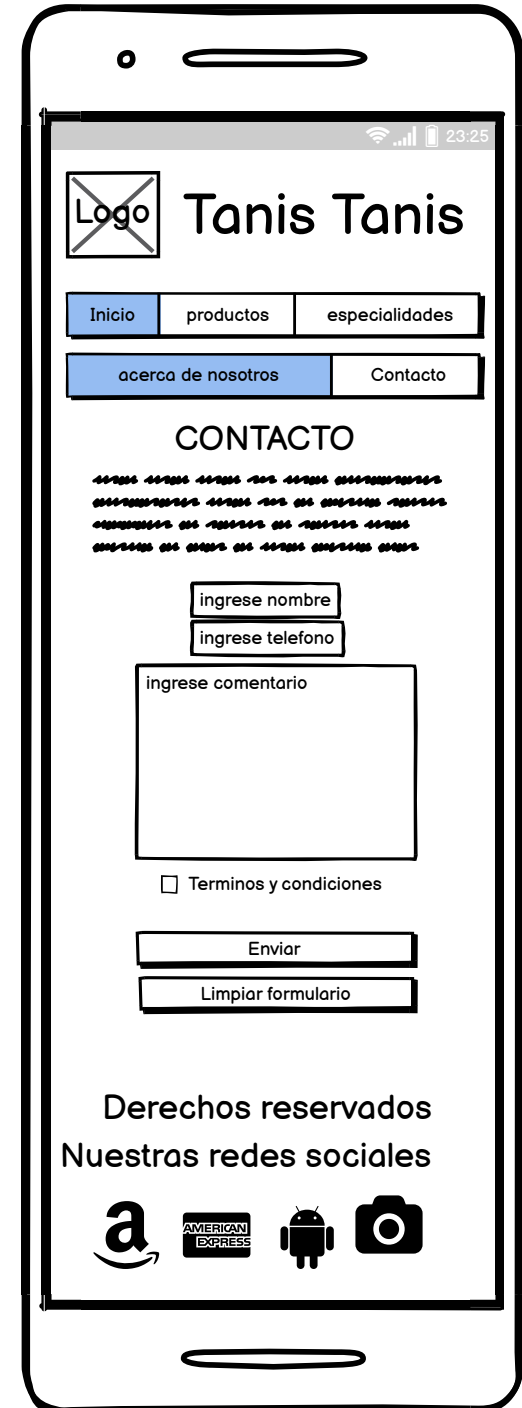 23:25
Logo
Tanis Tanis
Inicio productos especialidades
acerca de nosotros Contacto
CONTACTO
ingrese nombre
ingrese telefono
ingrese comentario
Terminos y condiciones
Enviar
Limpiar formulario
Derechos reservados
Nuestras redes sociales
a
AMERICAN
EXPRESS